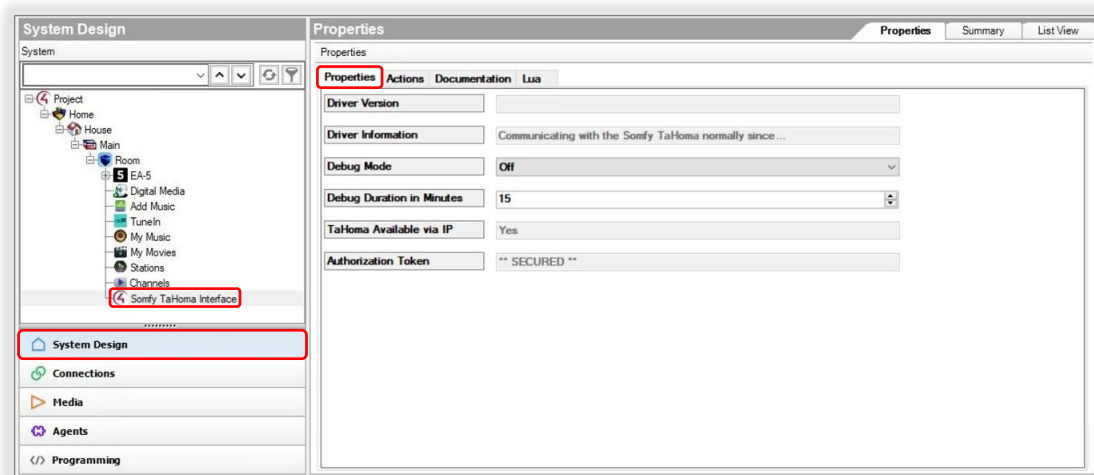 System Design
System
Project
Home
House
Main
Room
5 EA-5
Digital Media
Add Music
TuneIn
My Music
My Movies
Stations
Channels
Somfy TaHoma Interface
System Design
Connections
Media
Agents
Programming
Properties
Properties Summary List View
Properties
Properties Actions Documentation Lua
Driver Version
Driver Information Communicating with the Somfy TaHoma normally since...
Debug Mode Off
Debug Duration in Minutes 15
TaHoma Available via IP Yes
Authorization Token ** SECURED **